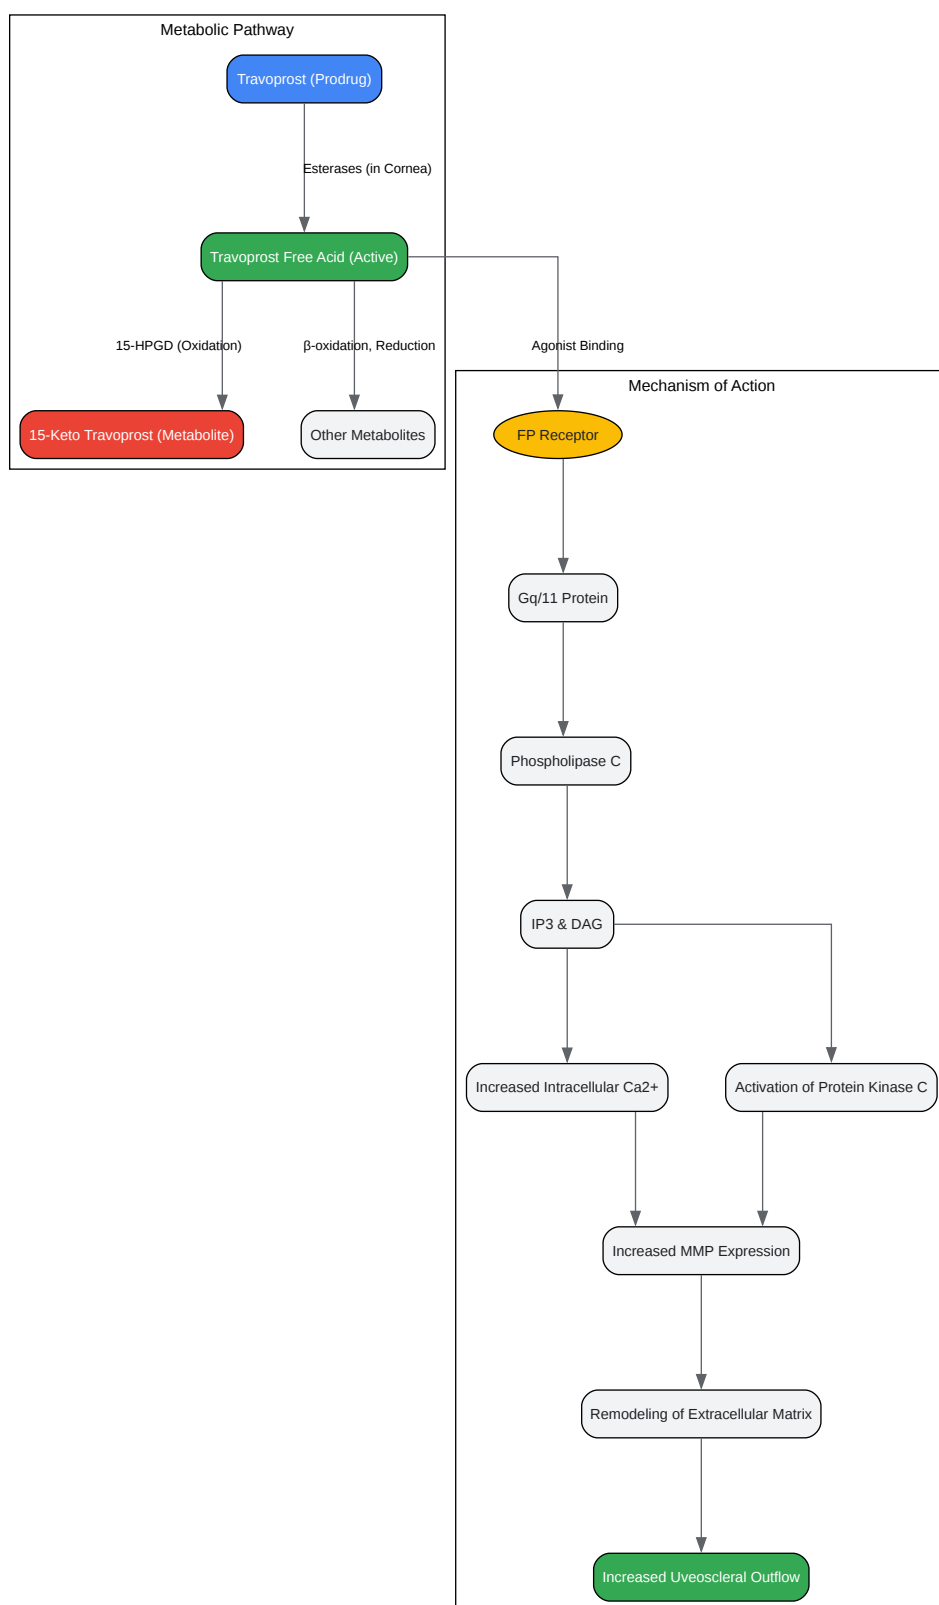 Metabolic Pathway
Travoprost (Prodrug)
Esterases (in Cornea)
Travoprost Free Acid (Active)
15-HPGD (Oxidation)
β-oxidation, Reduction
Agonist Binding
15-Keto Travoprost (Metabolite)
Other Metabolites
Mechanism of Action
FP Receptor
Gq/11 Protein
Phospholipase C
IP3 & DAG
Increased Intracellular Ca2+
Activation of Protein Kinase C
Increased MMP Expression
Remodeling of Extracellular Matrix
Increased Uveoscleral Outflow